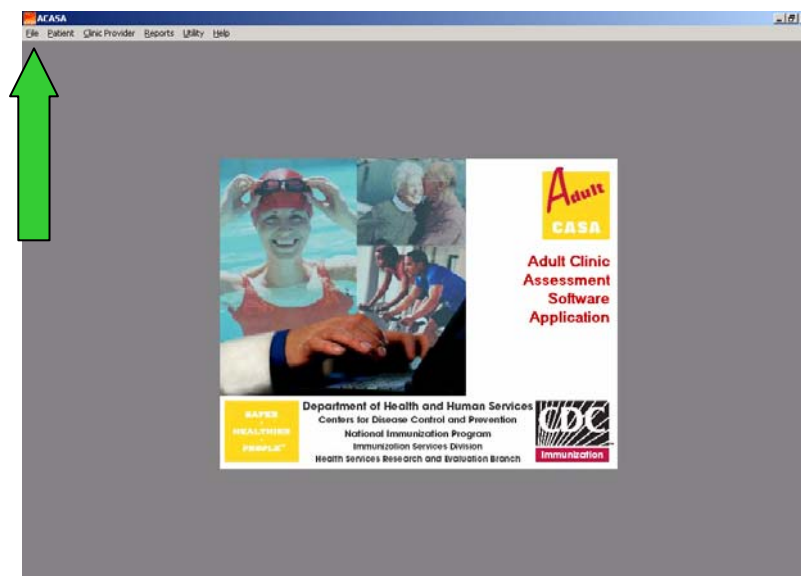 ACASA
File Patient Clinic Provider Reports Utility Help
Adult
CASA
Adult Clinic
Assessment
Software
Application
SAFER
HEALTHIER
PEOPLE™
Department of Health and Human Services
Centers for Disease Control and Prevention
National Immunization Program
Immunization Services Division
Health Services Research and Evaluation Branch
CDC
Immunization